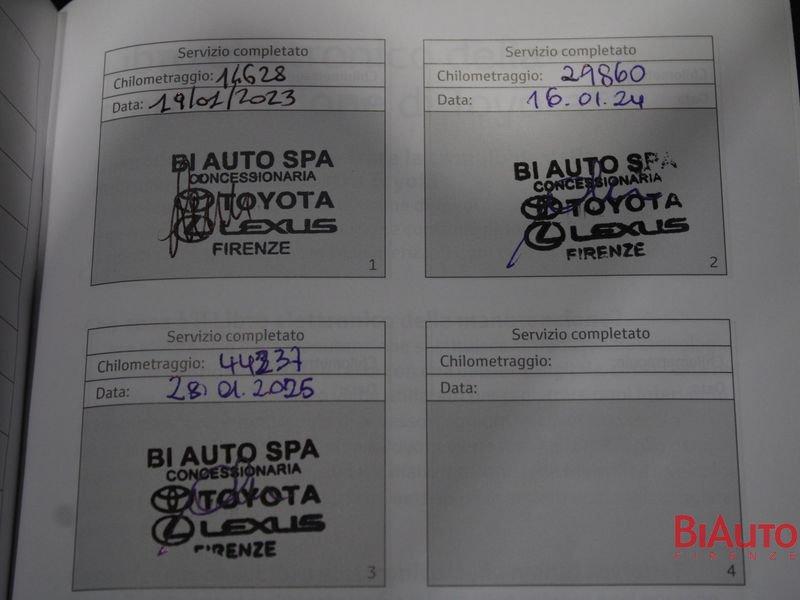 Servizio completato
Chilometraggio: 14628
Data: 19/01/2023
BI AUTO SPA
CONCESSIONARIA
TOYOTA
LEXUS
FIRENZE
1
Servizio completato
Chilometraggio: 29860
Data: 16.01.24
BI AUTO SPA
CONCESSIONARIA
TOYOTA
LEXUS
FIRENZE
2
Servizio completato
Chilometraggio: 44237
Data: 28.01.2025
BI AUTO SPA
CONCESSIONARIA
TOYOTA
LEXUS
FIRENZE
3
Servizio completato
Chilometraggio:
Data:
4
BIAUTO
FIRENZE